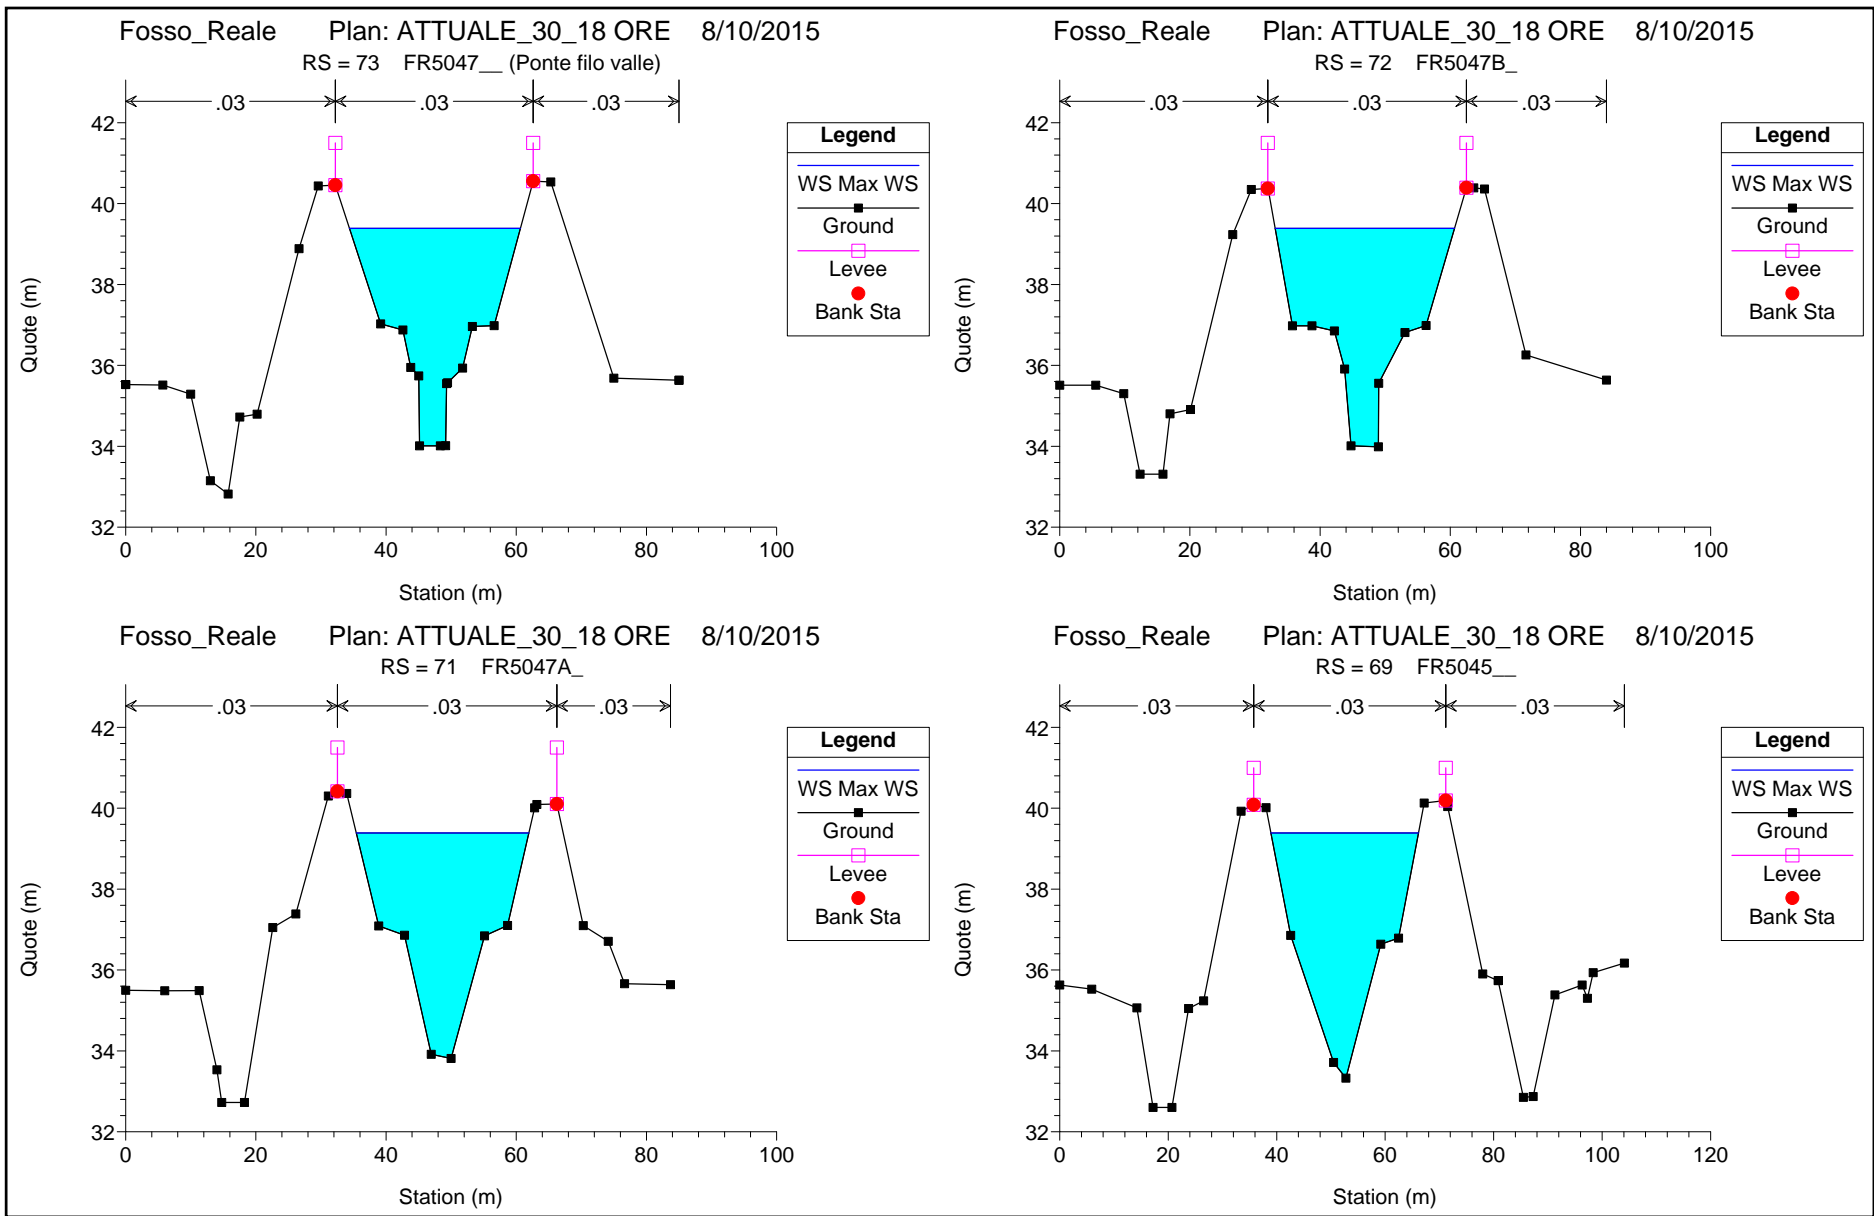 Fosso_Reale Plan: ATTUALE_30_18 ORE 8/10/2015
RS = 73 FR5047__ (Ponte filo valle)
.03 .03 .03
Legend
WS Max WS
Ground
Levee
Bank Sta
Quote (m)
42
40
38
36
34
32
0 20 40 60 80 100
Station (m)
Fosso_Reale Plan: ATTUALE_30_18 ORE 8/10/2015
RS = 72 FR5047B_
.03 .03 .03
Legend
WS Max WS
Ground
Levee
Bank Sta
Quote (m)
42
40
38
36
34
32
0 20 40 60 80 100
Station (m)
Fosso_Reale Plan: ATTUALE_30_18 ORE 8/10/2015
RS = 71 FR5047A_
.03 .03 .03
Legend
WS Max WS
Ground
Levee
Bank Sta
Quote (m)
42
40
38
36
34
32
0 20 40 60 80 100
Station (m)
Fosso_Reale Plan: ATTUALE_30_18 ORE 8/10/2015
RS = 69 FR5045__
.03 .03 .03
Legend
WS Max WS
Ground
Levee
Bank Sta
Quote (m)
42
40
38
36
34
32
0 20 40 60 80 100 120
Station (m)